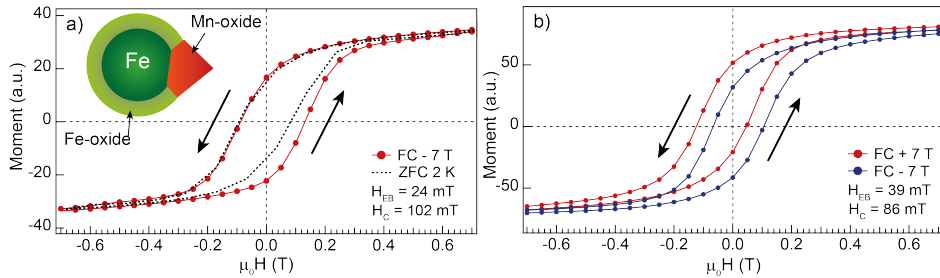 a)
Mn-oxide
Fe
Fe-oxide
Moment (a.u.)
40
20
0
-20
-40
FC - 7 T
ZFC 2 K
H_EB = 24 mT
H_C = 102 mT
-0.6 -0.4 -0.2 0.0 0.2 0.4 0.6
μ₀H (T)
b)
Moment (a.u.)
50
0
-50
FC + 7 T
FC - 7T
H_EB = 39 mT
H_C = 86 mT
-0.6 -0.4 -0.2 0.0 0.2 0.4 0.6
μ₀H (T)